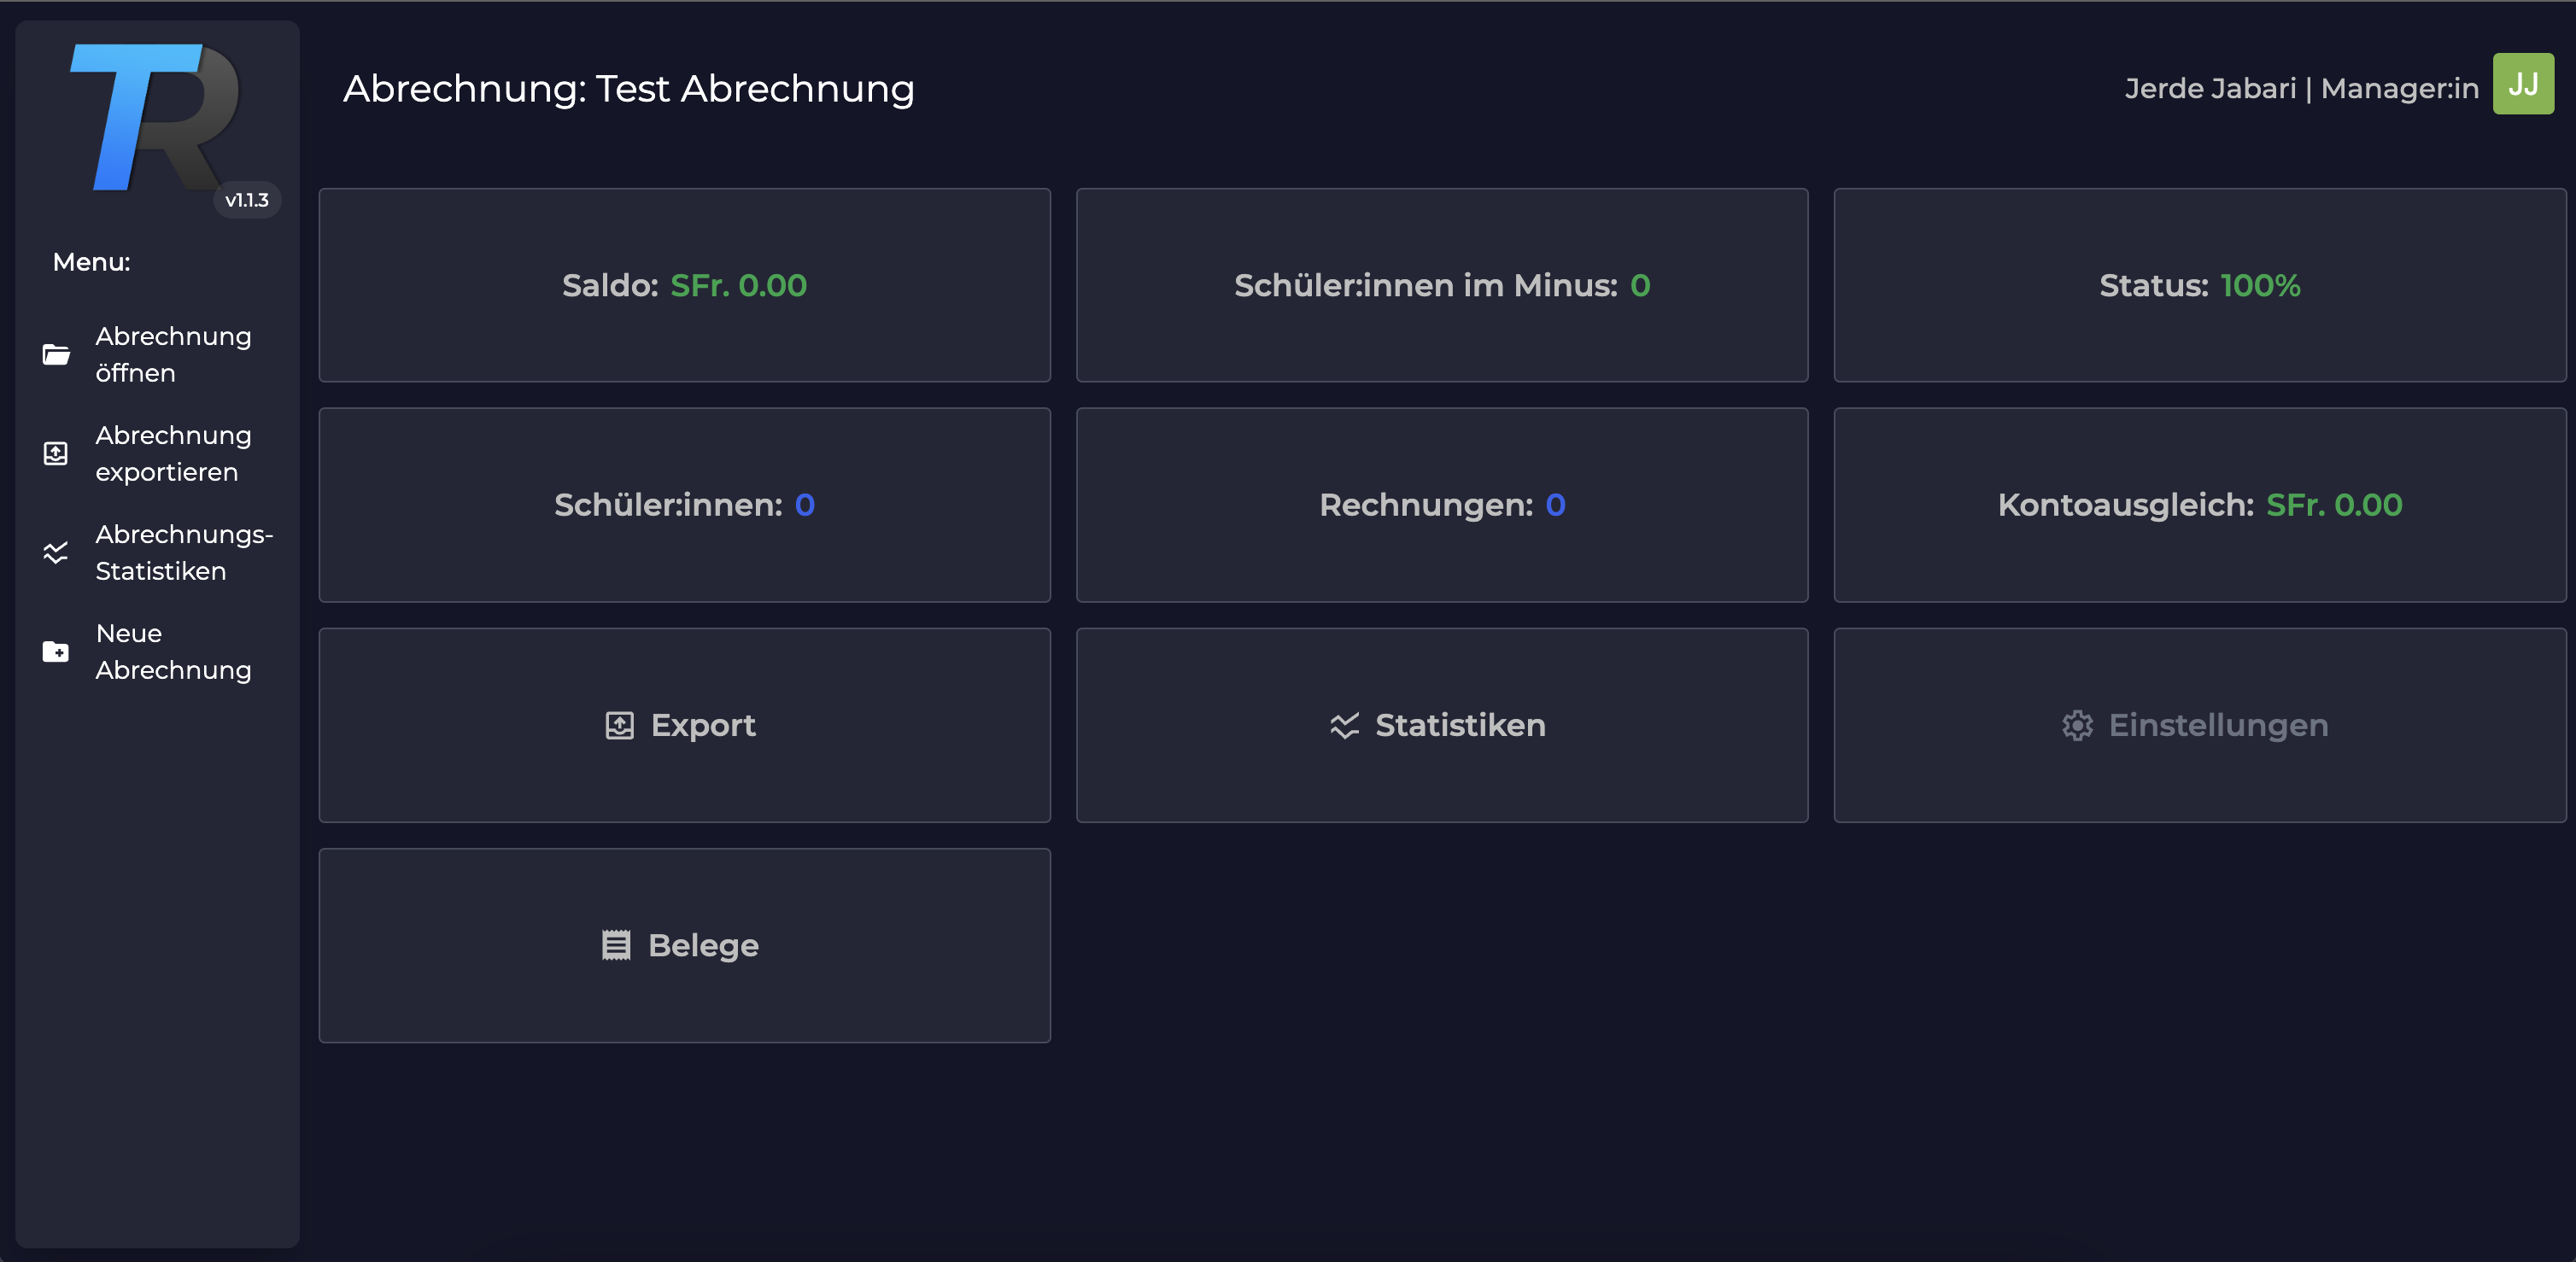 TR
v1.1.3
Menu:
Abrechnung
öffnen
Abrechnung
exportieren
Abrechnungs-
Statistiken
Neue
Abrechnung
Abrechnung: Test Abrechnung
Jerde Jabari | Manager:in
JJ
Saldo: SFr. 0.00
Schüler:innen im Minus: 0
Status: 100%
Schüler:innen: 0
Rechnungen: 0
Kontoausgleich: SFr. 0.00
Export
Statistiken
Einstellungen
Belege